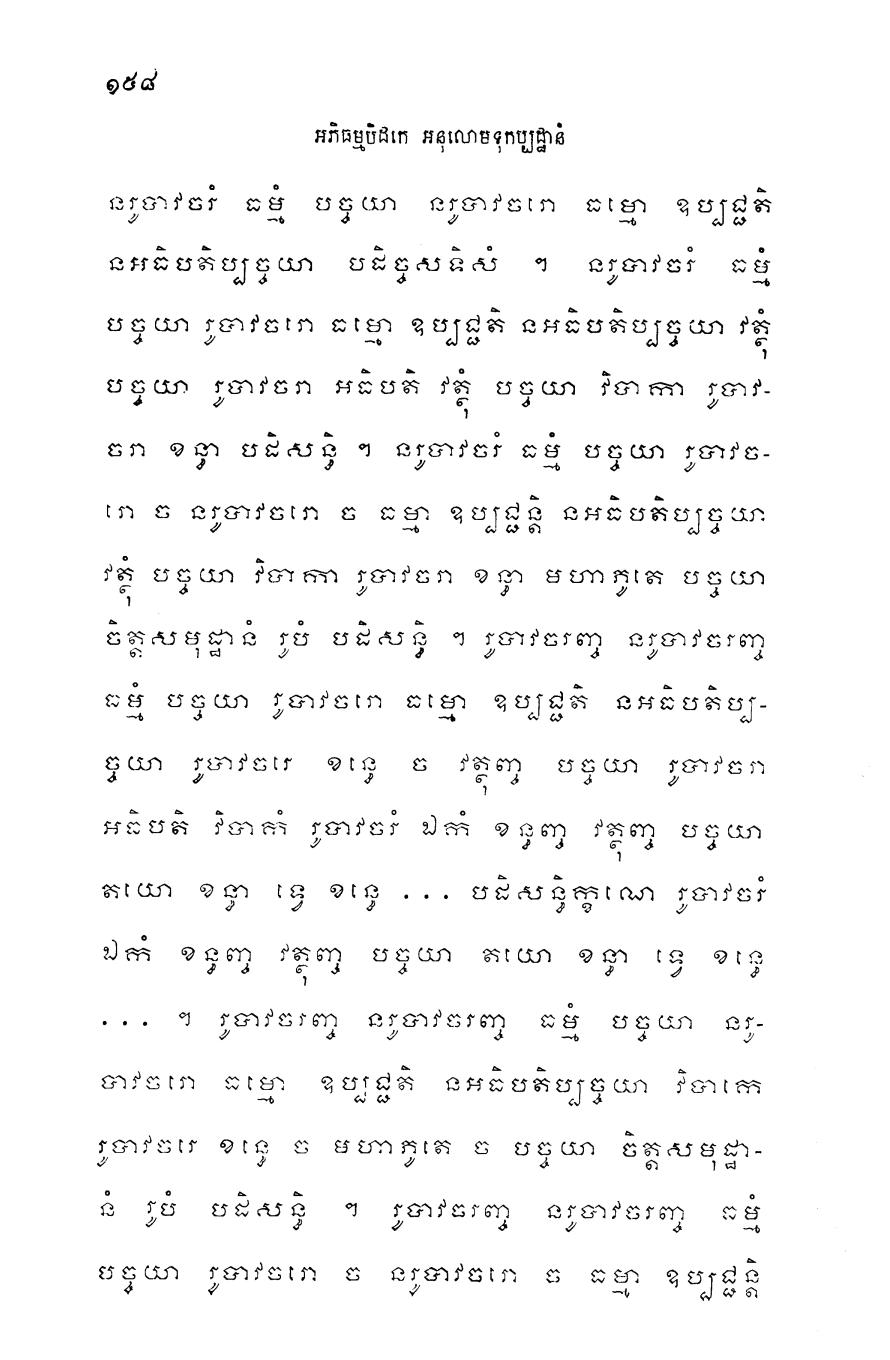 ១៥៨
អភិធម្មបិដកេ អនុលោមទុកប្បដ្ឋានំ
នរូបាវចរំ ធម្មំ បច្ចយា នរូបាវចរោ ធម្មោ ឧប្បជ្ជតិ
នអធិបតិប្បច្ចយា បដិច្ចសទិសំ ។ នរូបាវចរំ ធម្មំ
បច្ចយា រូបាវចរោ ធម្មោ ឧប្បជ្ជតិ នអធិបតិប្បច្ចយា វត្ថុំ
បច្ចយា រូបាវចរា អធិបតិ វត្ថុំ បច្ចយា វិបាកា រូបាវ-
ចរា ខន្ធា បដិសន្ធិ ។ នរូបាវចរំ ធម្មំ បច្ចយា រូបាវច-
រោ ច នរូបាវចរោ ច ធម្មា ឧប្បជ្ជន្តិ នអធិបតិប្បច្ចយា
វត្ថុំ បច្ចយា វិបាកា រូបាវចរា ខន្ធា មហាភូតេ បច្ចយា
ចិត្តសមុដ្ឋានំ រូបំ បដិសន្ធិ ។ រូបាវចរញ្ច នរូបាវចរញ្ច
ធម្មំ បច្ចយា រូបាវចរោ ធម្មោ ឧប្បជ្ជតិ នអធិបតិប្ប-
ច្ចយា រូបាវចរេ ខន្ធេ ច វត្ថុញ្ច បច្ចយា រូបាវចរា
អធិបតិ វិបាកំ រូបាវចរំ ឯកំ ខន្ធញ្ច វត្ថុញ្ច បច្ចយា
តយោ ខន្ធា ទ្វេ ខន្ធេ ... បដិសន្ធិក្ខណេ រូបាវចរំ
ឯកំ ខន្ធញ្ច វត្ថុញ្ច បច្ចយា តយោ ខន្ធា ទ្វេ ខន្ធេ
... ។ រូបាវចរញ្ច នរូបាវចរញ្ច ធម្មំ បច្ចយា នរូ-
បាវចរោ ធម្មោ ឧប្បជ្ជតិ នអធិបតិប្បច្ចយា វិបាកេ
រូបាវចរេ ខន្ធេ ច មហាភូតេ ច បច្ចយា ចិត្តសមុដ្ឋា-
នំ រូបំ បដិសន្ធិ ។ រូបាវចរញ្ច នរូបាវចរញ្ច ធម្មំ
បច្ចយា រូបាវចរោ ច នរូបាវចរោ ច ធម្មា ឧប្បជ្ជន្តិ